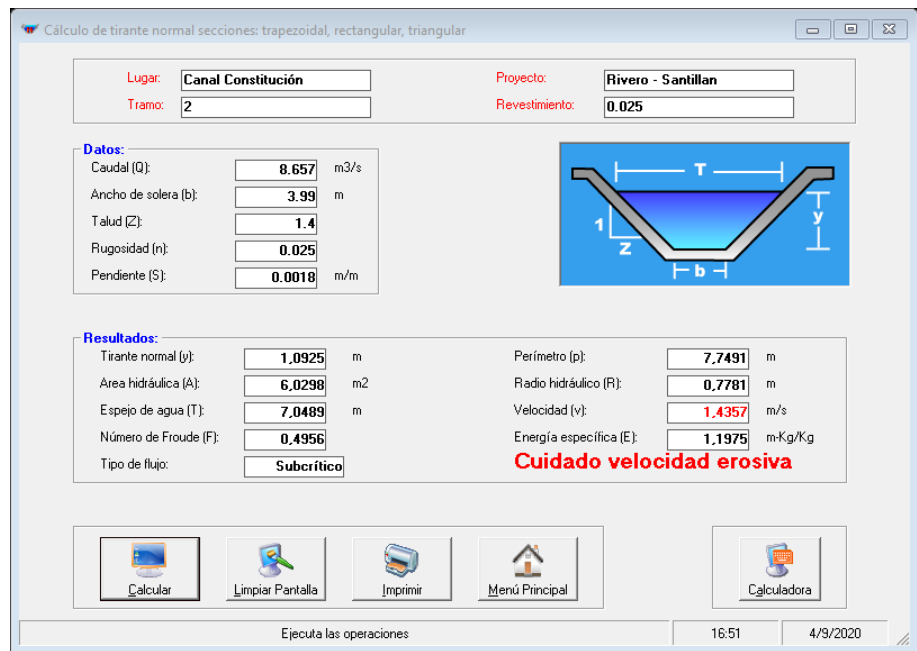 Cálculo de tirante normal secciones: trapezoidal, rectangular, triangular
Lugar: Canal Constitución Proyecto: Rivero - Santillan
Tramo: 2 Revestimiento: 0.025
Datos:
Caudal (Q): 8.657 m3/s
Ancho de solera (b): 3.99 m
Talud (Z): 1.4
Rugosidad (n): 0.025
Pendiente (S): 0.0018 m/m
T
y
1
Z
b
Resultados:
Tirante normal (y): 1,0925 m Perímetro (p): 7,7491 m
Area hidráulica (A): 6,0298 m2 Radio hidráulico (R): 0,7781 m
Espejo de agua (T): 7,0489 m Velocidad (v): 1,4357 m/s
Número de Froude (F): 0,4956 Energía específica (E): 1,1975 m-Kg/Kg
Tipo de flujo: Subcrítico Cuidado velocidad erosiva
Calcular Limpiar Pantalla Imprimir Menú Principal Calculadora
Ejecuta las operaciones 16:51 4/9/2020